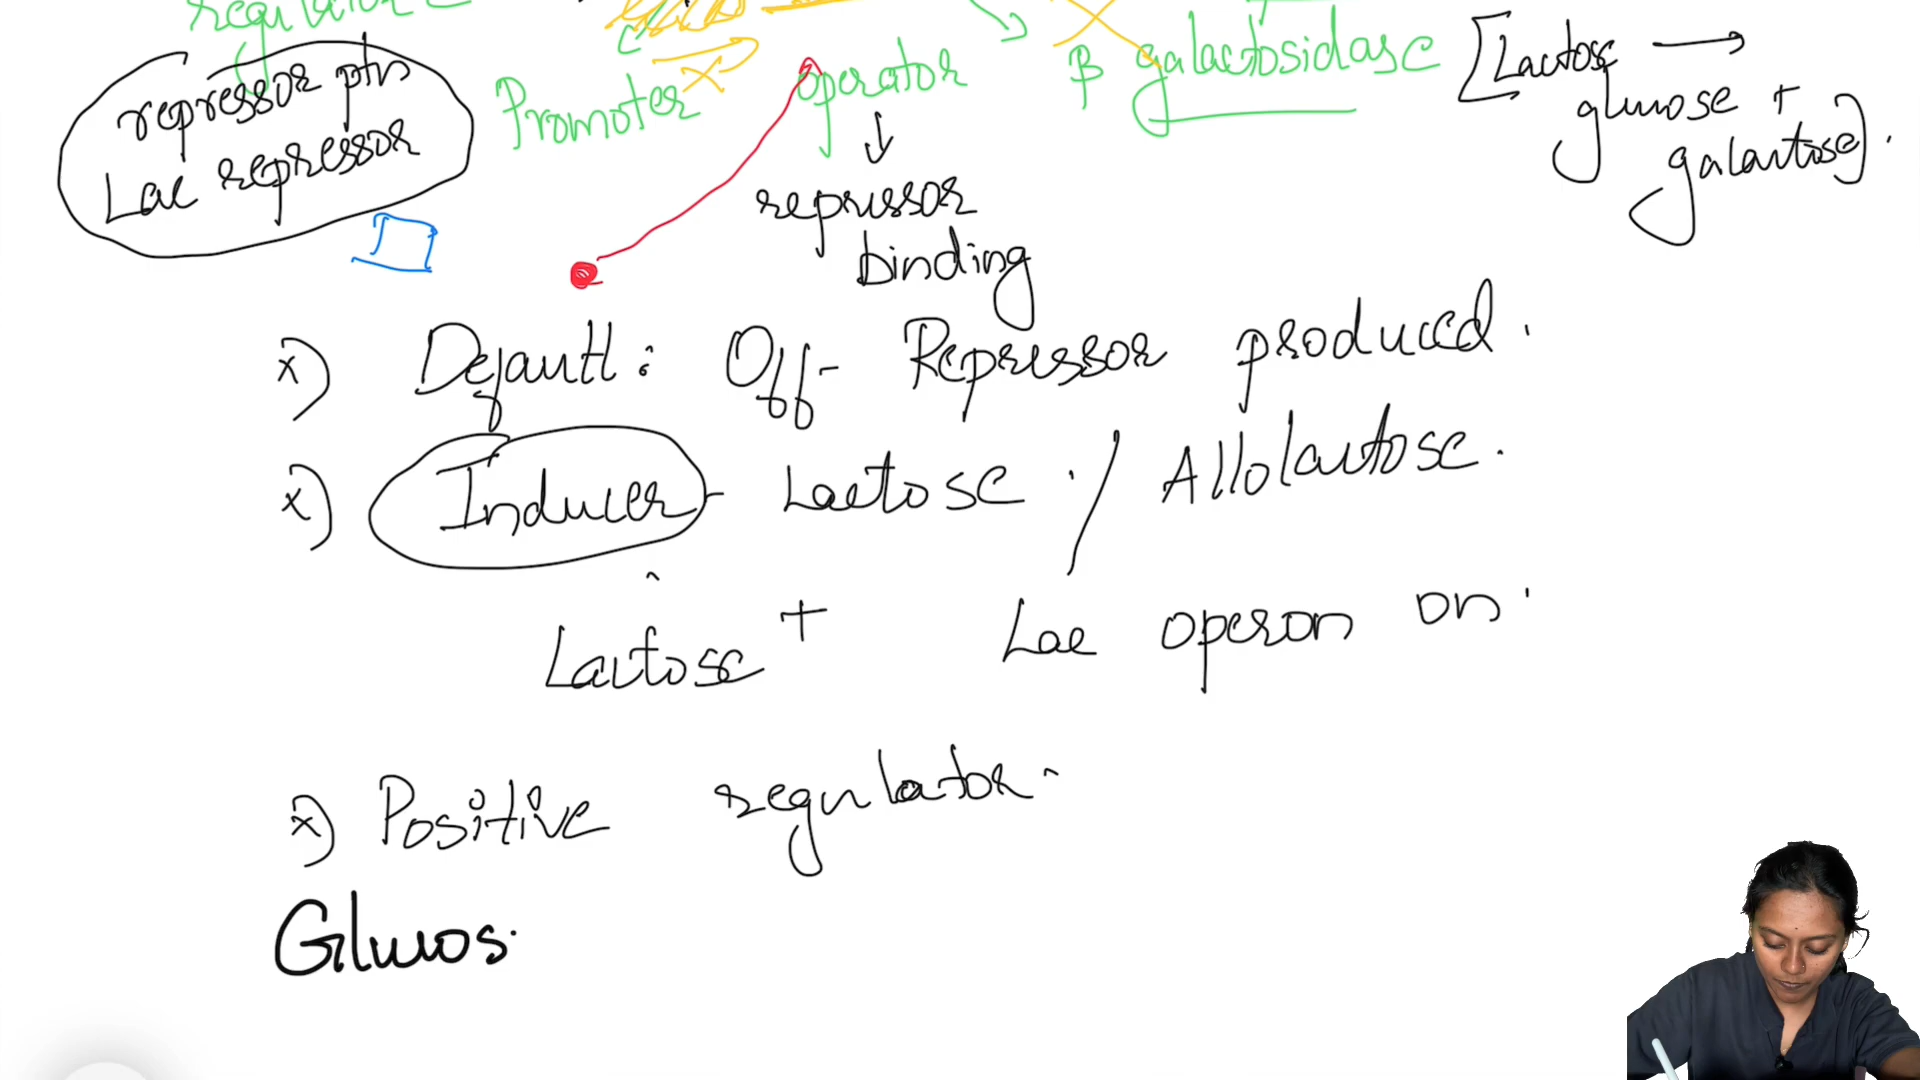 repressor ptn
Lac repressor
Promoter
operator
repressor
binding
β galactosidase
[Lactose →
glucose +
galactose].
x) Default: Off - Repressor produced.
x) Inducer - Lactose. / Allolactose.
Lactose + Lac operon on.
x) Positive regulator.
Glucos.